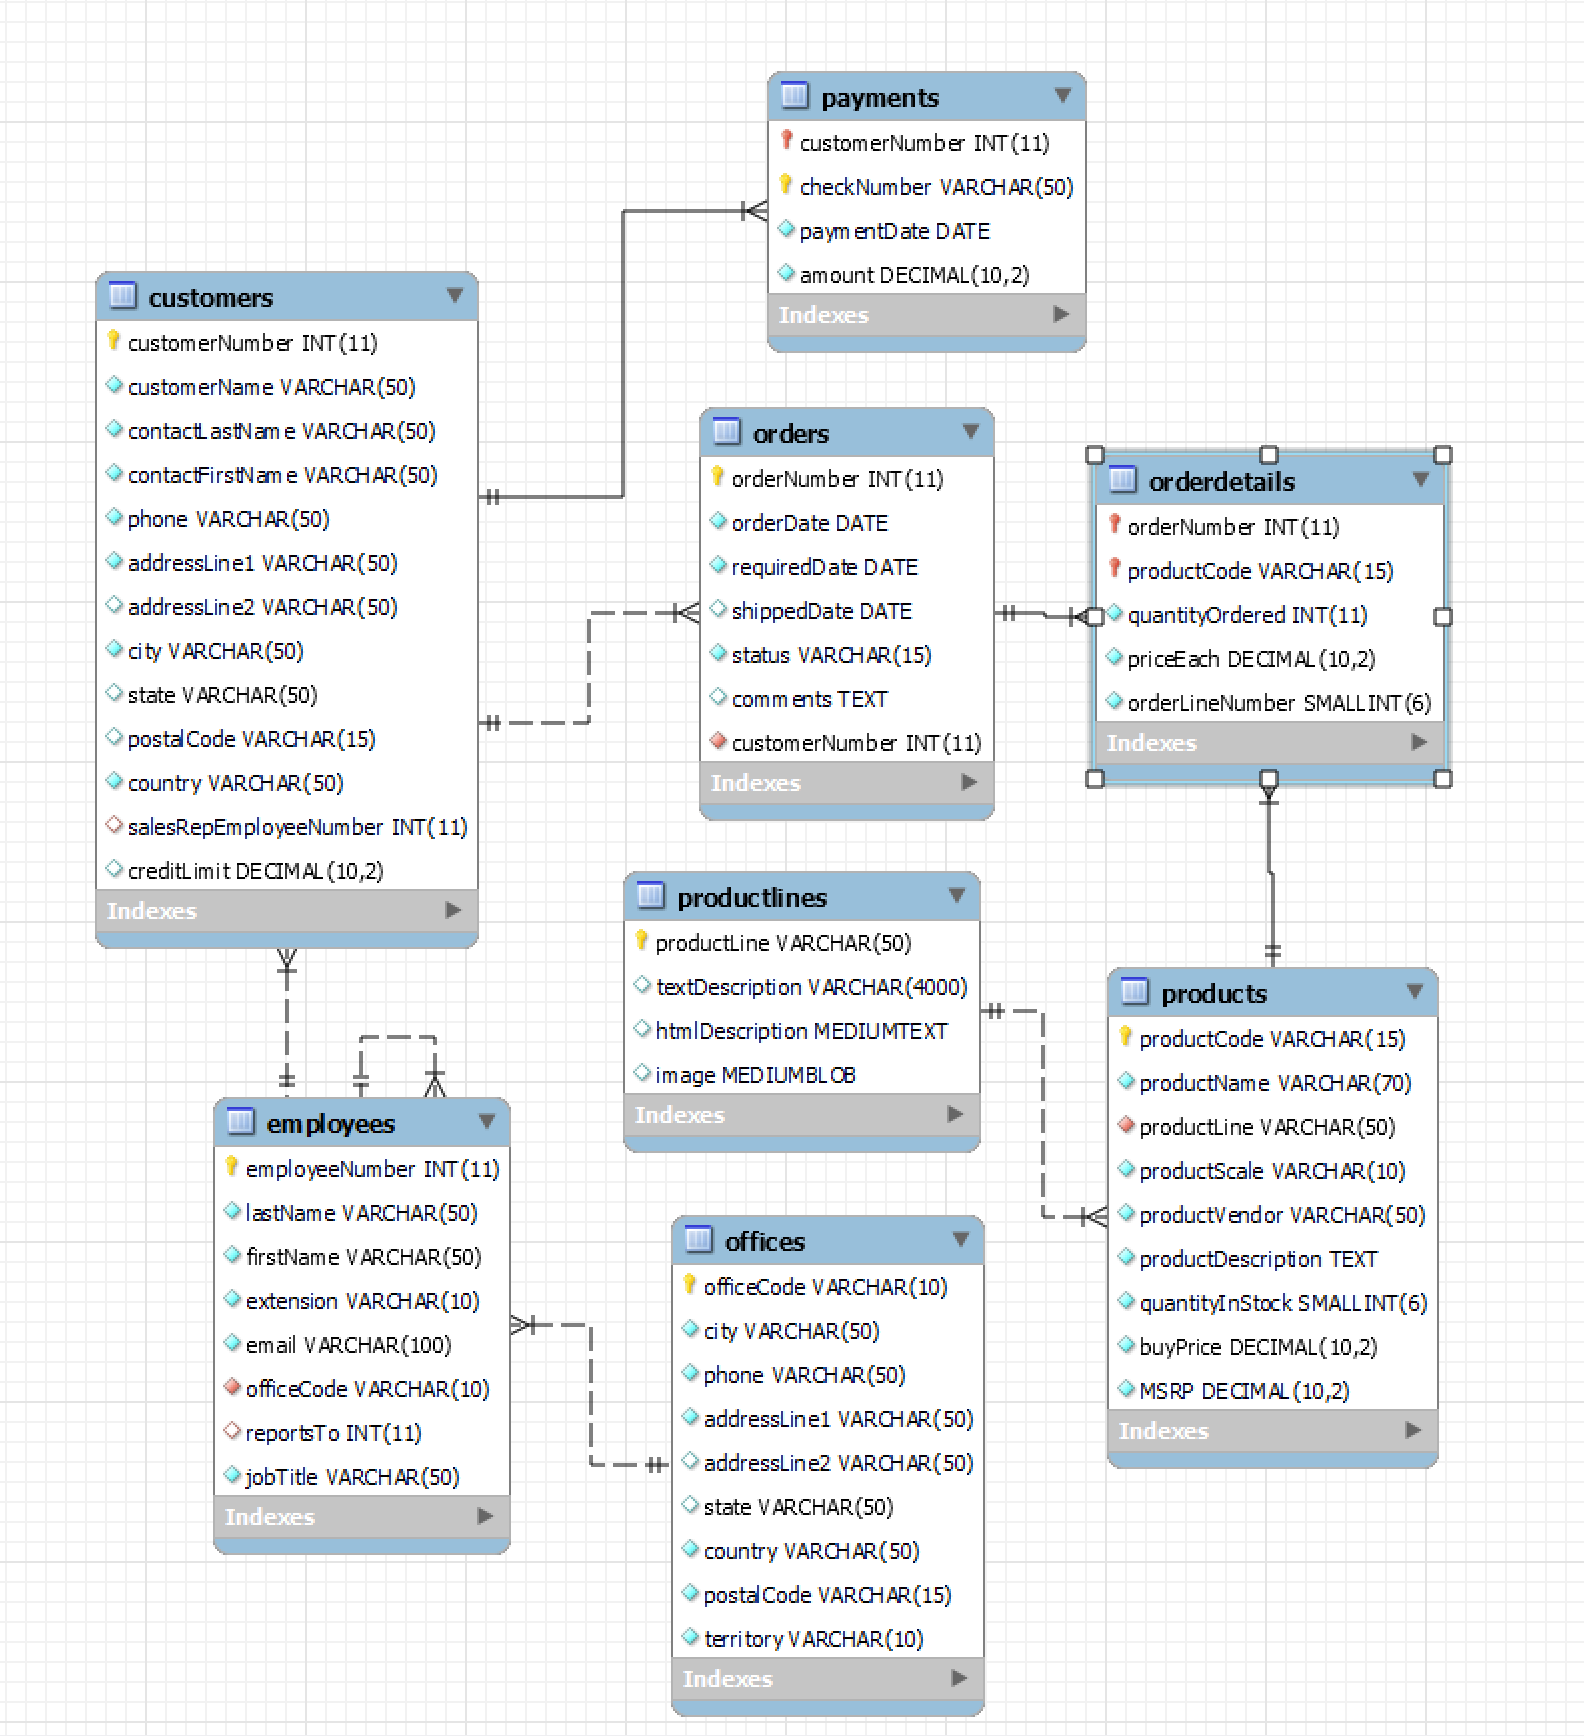 payments
customerNumber INT(11)
checkNumber VARCHAR(50)
paymentDate DATE
amount DECIMAL(10,2)
Indexes
customers
customerNumber INT(11)
customerName VARCHAR(50)
contactLastName VARCHAR(50)
contactFirstName VARCHAR(50)
phone VARCHAR(50)
addressLine1 VARCHAR(50)
addressLine2 VARCHAR(50)
city VARCHAR(50)
state VARCHAR(50)
postalCode VARCHAR(15)
country VARCHAR(50)
salesRepEmployeeNumber INT(11)
creditLimit DECIMAL(10,2)
Indexes
orders
orderNumber INT(11)
orderDate DATE
requiredDate DATE
shippedDate DATE
status VARCHAR(15)
comments TEXT
customerNumber INT(11)
Indexes
orderdetails
orderNumber INT(11)
productCode VARCHAR(15)
quantityOrdered INT(11)
priceEach DECIMAL(10,2)
orderLineNumber SMALLINT(6)
Indexes
productlines
productLine VARCHAR(50)
textDescription VARCHAR(4000)
htmlDescription MEDIUMTEXT
image MEDIUMBLOB
Indexes
products
productCode VARCHAR(15)
productName VARCHAR(70)
productLine VARCHAR(50)
productScale VARCHAR(10)
productVendor VARCHAR(50)
productDescription TEXT
quantityInStock SMALLINT(6)
buyPrice DECIMAL(10,2)
MSRP DECIMAL(10,2)
Indexes
employees
employeeNumber INT(11)
lastName VARCHAR(50)
firstName VARCHAR(50)
extension VARCHAR(10)
email VARCHAR(100)
officeCode VARCHAR(10)
reportsTo INT(11)
jobTitle VARCHAR(50)
Indexes
offices
officeCode VARCHAR(10)
city VARCHAR(50)
phone VARCHAR(50)
addressLine1 VARCHAR(50)
addressLine2 VARCHAR(50)
state VARCHAR(50)
country VARCHAR(50)
postalCode VARCHAR(15)
territory VARCHAR(10)
Indexes